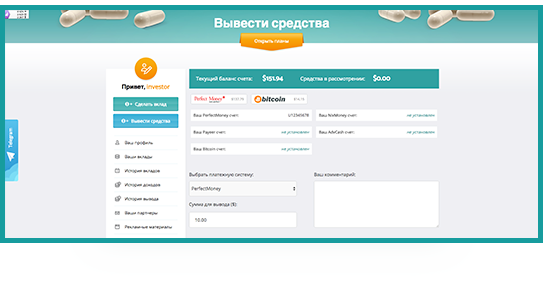 Вывести средства
Открыть планы
Привет, investor
Текущий баланс счета: $151.94 Средства в рассмотрении: $0.00
Сделать вклад
Вывести средства
Perfect Money bitcoin
Ваш PerfectMoney счет: U12345678 Ваш NixMoney счет: не установлен
Ваш Payeer счет: не установлен Ваш AdvCash счет: не установлен
Ваш Bitcoin счет: не установлен
Ваш профиль
Ваши вклады
История вкладов
История доходов
История вывода
Ваши партнеры
Рекламные материалы
Выбрать платежную систему: Ваш комментарий:
PerfectMoney
Сумма для вывода ($)
10.00
Telegram